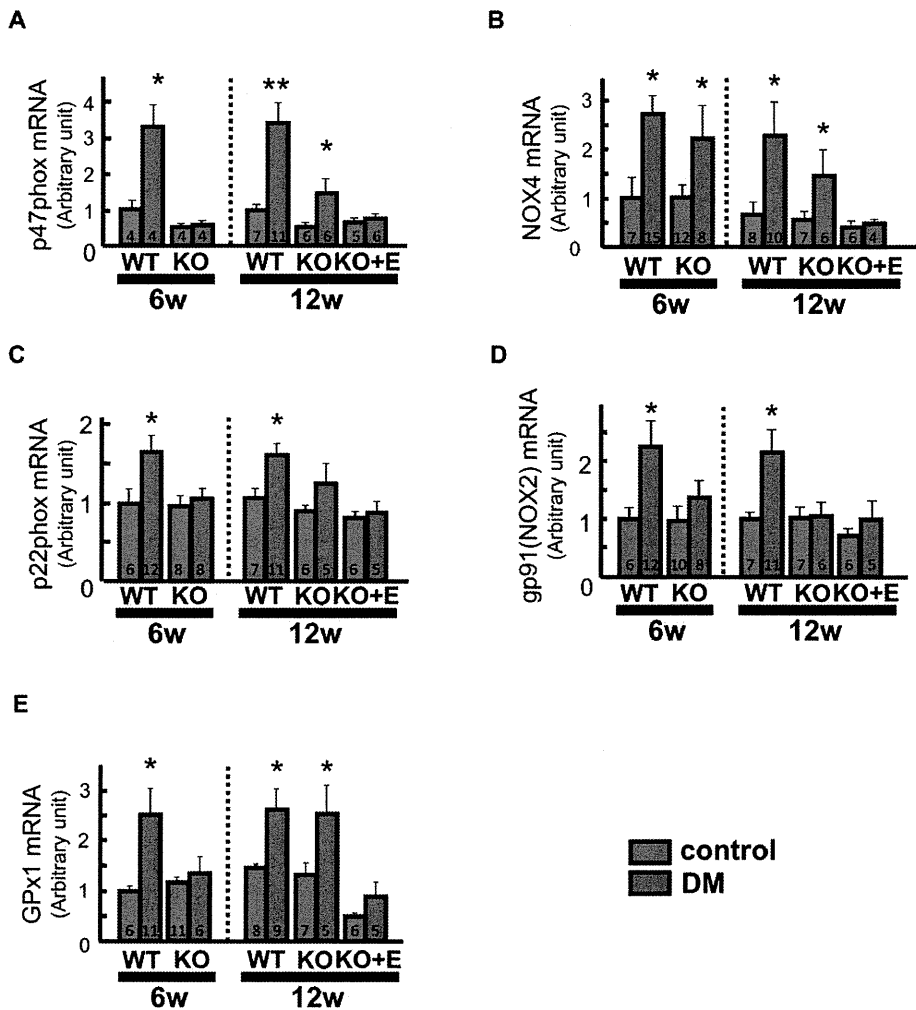 A
p47phox mRNA
(Arbitrary unit)
4
3
2
1
0
*
**
*
4 4 4 4 7 11 6 6 5 6
WT KO WT KO KO+E
6w 12w
B
NOX4 mRNA
(Arbitrary unit)
3
2
1
0
* * * *
7 15 12 8 8 10 7 6 6 4
WT KO WT KO KO+E
6w 12w
C
p22phox mRNA
(Arbitrary unit)
2
1
0
* *
6 12 8 8 7 11 6 5 6 5
WT KO WT KO KO+E
6w 12w
D
gp91(NOX2) mRNA
(Arbitrary unit)
3
2
1
0
* *
6 12 10 8 7 11 7 6 6 5
WT KO WT KO KO+E
6w 12w
E
GPx1 mRNA
(Arbitrary unit)
3
2
1
0
* * *
6 11 11 6 8 9 7 5 6 5
WT KO WT KO KO+E
6w 12w
control
DM